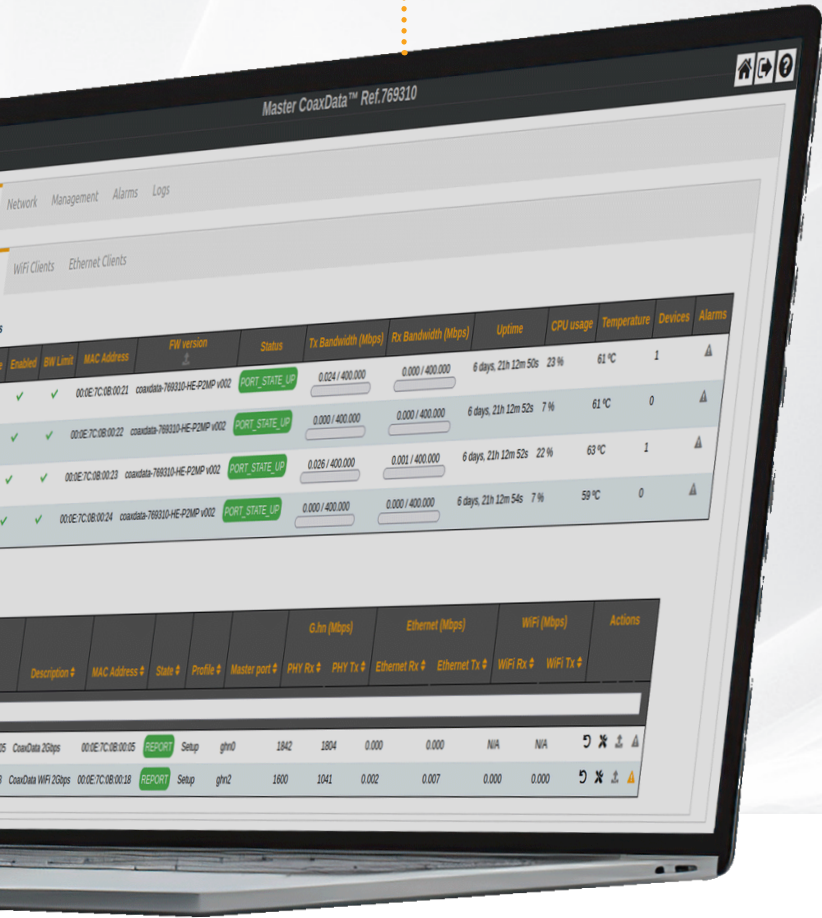 Master CoaxData™ Ref.769310
Network Management Alarms Logs
WiFi Clients Ethernet Clients
Enabled BW Limit MAC Address FW version Status Tx Bandwidth (Mbps) Rx Bandwidth (Mbps) Uptime CPU usage Temperature Devices Alarms
00:0E:7C:0B:00:21 coaxdata-769310-HE-P2MP v002 PORT_STATE_UP 0.024 / 400.000 0.000 / 400.000 6 days, 21h 12m 50s 23 % 61 ºC 1
00:0E:7C:0B:00:22 coaxdata-769310-HE-P2MP v002 PORT_STATE_UP 0.000 / 400.000 0.000 / 400.000 6 days, 21h 12m 52s 7 % 61 ºC 0
00:0E:7C:0B:00:23 coaxdata-769310-HE-P2MP v002 PORT_STATE_UP 0.026 / 400.000 0.001 / 400.000 6 days, 21h 12m 52s 22 % 63 ºC 1
00:0E:7C:0B:00:24 coaxdata-769310-HE-P2MP v002 PORT_STATE_UP 0.000 / 400.000 0.000 / 400.000 6 days, 21h 12m 54s 7 % 59 ºC 0
G.hn (Mbps) Ethernet (Mbps) WiFi (Mbps) Actions
Description MAC Address State Profile Master port PHY Rx PHY Tx Ethernet Rx Ethernet Tx WiFi Rx WiFi Tx
05 CoaxData 2Gbps 00:0E:7C:0B:00:05 REPORT Setup ghn0 1842 1804 0.000 0.000 N/A N/A
CoaxData WiFi 2Gbps 00:0E:7C:0B:00:18 REPORT Setup ghn2 1600 1041 0.002 0.007 0.000 0.000